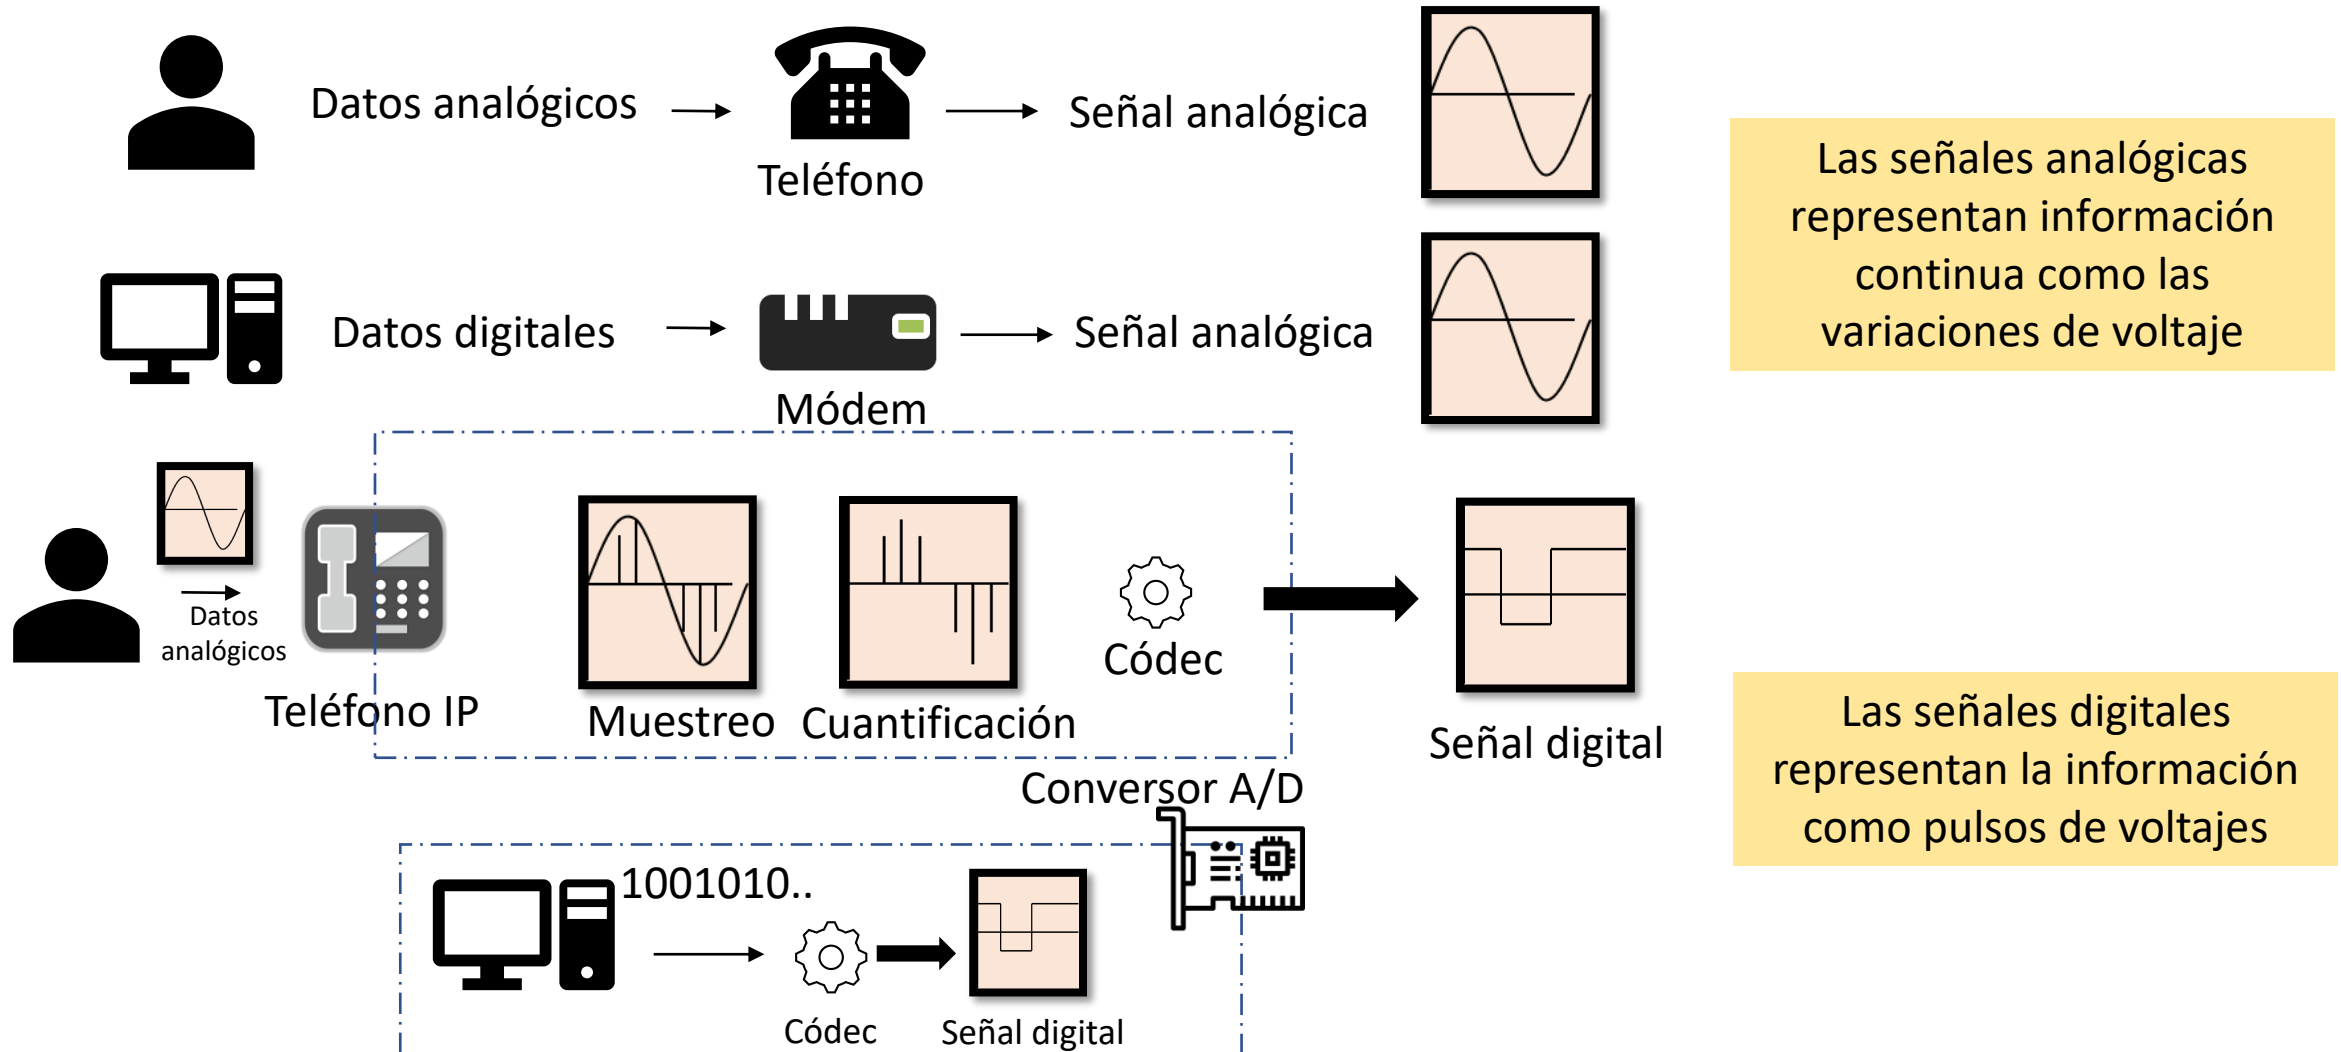 Datos analógicos
Teléfono
Señal analógica
Las señales analógicas
representan información
continua como las
variaciones de voltaje
Datos digitales
Módem
Señal analógica
Datos
analógicos
Teléfono IP
Muestreo
Cuantificación
Códec
Señal digital
Conversor A/D
Las señales digitales
representan la información
como pulsos de voltajes
1001010..
Códec
Señal digital